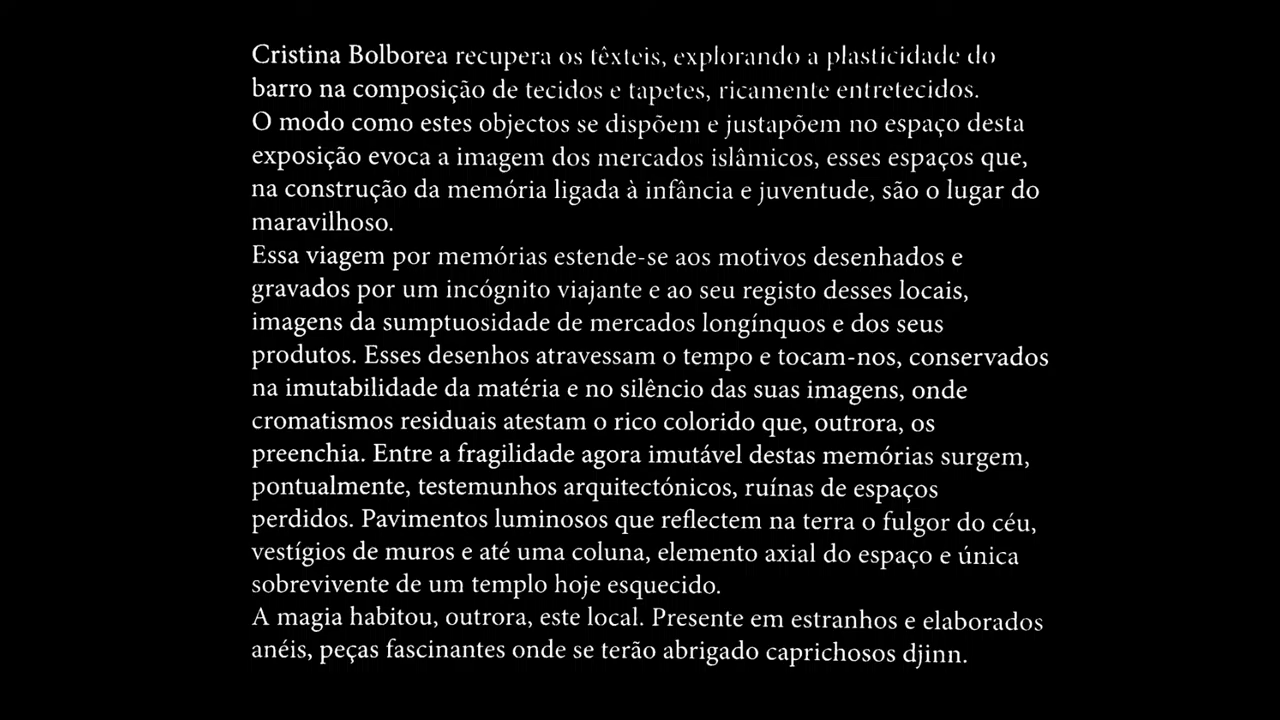 Cristina Bolborea recupera os têxteis, explorando a plasticidade do
barro na composição de tecidos e tapetes, ricamente entretecidos.
O modo como estes objectos se dispõem e justapõem no espaço desta
exposição evoca a imagem dos mercados islâmicos, esses espaços que,
na construção da memória ligada à infância e juventude, são o lugar do
maravilhoso.
Essa viagem por memórias estende-se aos motivos desenhados e
gravados por um incógnito viajante e ao seu registo desses locais,
imagens da sumptuosidade de mercados longínquos e dos seus
produtos. Esses desenhos atravessam o tempo e tocam-nos, conservados
na imutabilidade da matéria e no silêncio das suas imagens, onde
cromatismos residuais atestam o rico colorido que, outrora, os
preenchia. Entre a fragilidade agora imutável destas memórias surgem,
pontualmente, testemunhos arquitectónicos, ruínas de espaços
perdidos. Pavimentos luminosos que reflectem na terra o fulgor do céu,
vestígios de muros e até uma coluna, elemento axial do espaço e única
sobrevivente de um templo hoje esquecido.
A magia habitou, outrora, este local. Presente em estranhos e elaborados
anéis, peças fascinantes onde se terão abrigado caprichosos djinn.